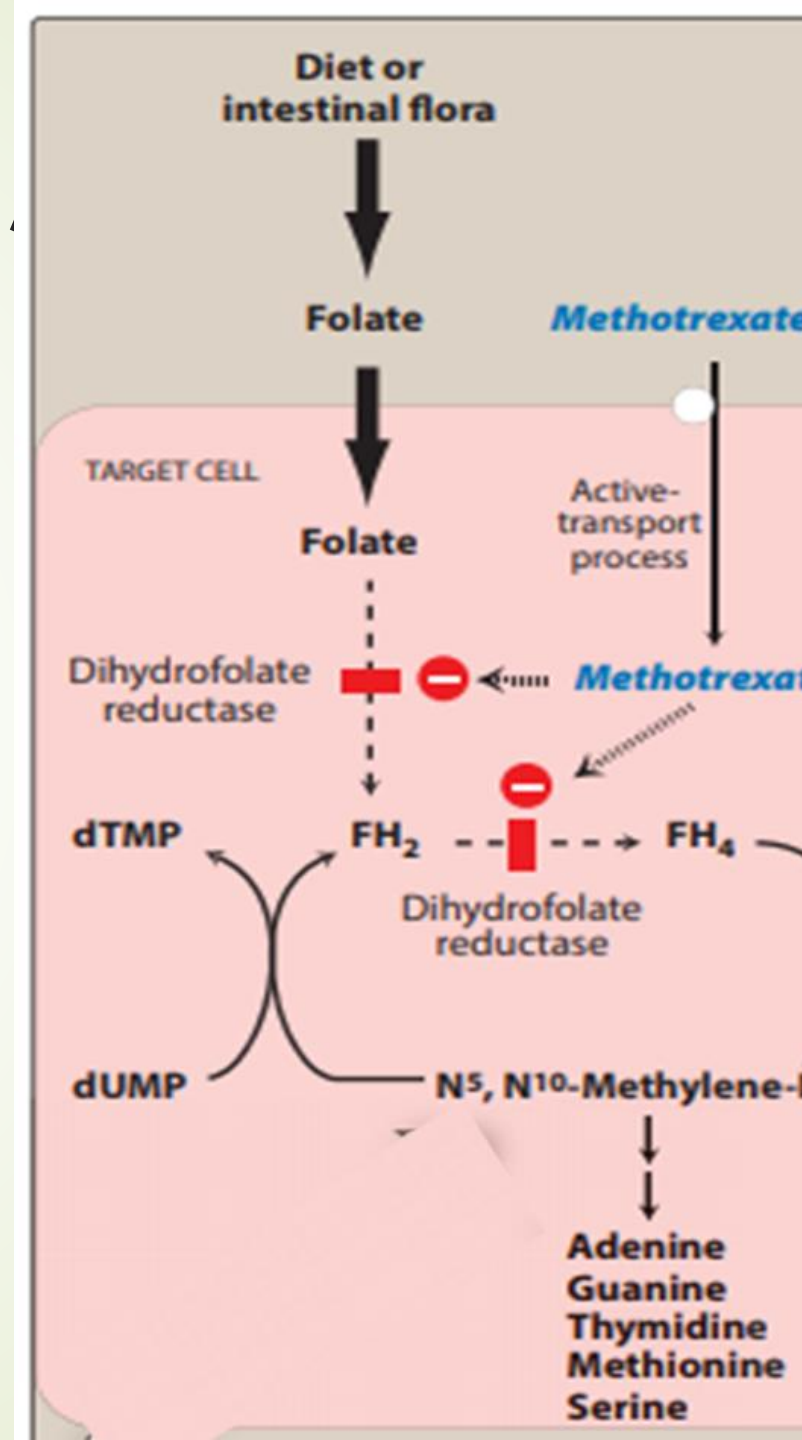 Diet or
intestinal flora
Folate
Methotrexate
TARGET CELL
Active-
transport
process
Folate
Dihydrofolate
reductase
Methotrexat
dTMP
FH₂
FH₄
Dihydrofolate
reductase
dUMP
N⁵, N¹⁰-Methylene-
Adenine
Guanine
Thymidine
Methionine
Serine